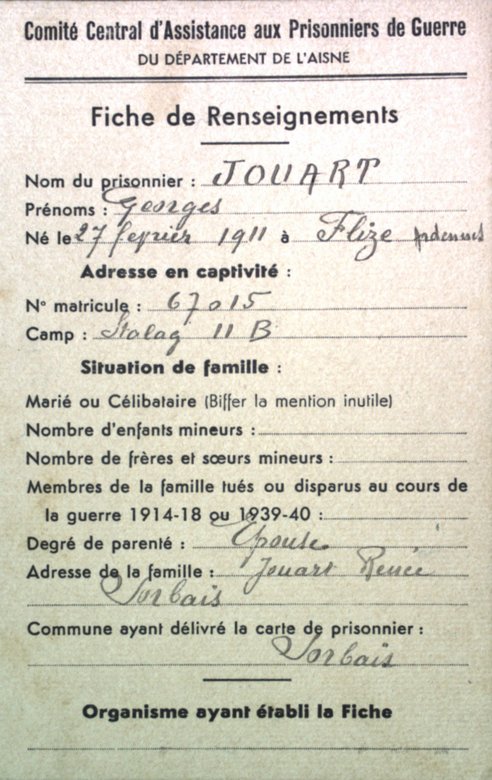 Comité Central d'Assistance aux Prisonniers de Guerre
DU DÉPARTEMENT DE L'AISNE
Fiche de Renseignements
Nom du prisonnier : JOUART
Prénoms : Georges
Né le 27 fevrier 1911 à Flize Ardennes
Adresse en captivité :
N° matricule : 67015
Camp : Stalag II B
Situation de famille :
Marié ou Célibataire (Biffer la mention inutile)
Nombre d'enfants mineurs :
Nombre de frères et sœurs mineurs :
Membres de la famille tués ou disparus au cours de
la guerre 1914-18 ou 1939-40 :
Degré de parenté : Epouse
Adresse de la famille : Jouart Renée
Sorbais
Commune ayant délivré la carte de prisonnier :
Sorbais
Organisme ayant établi la Fiche